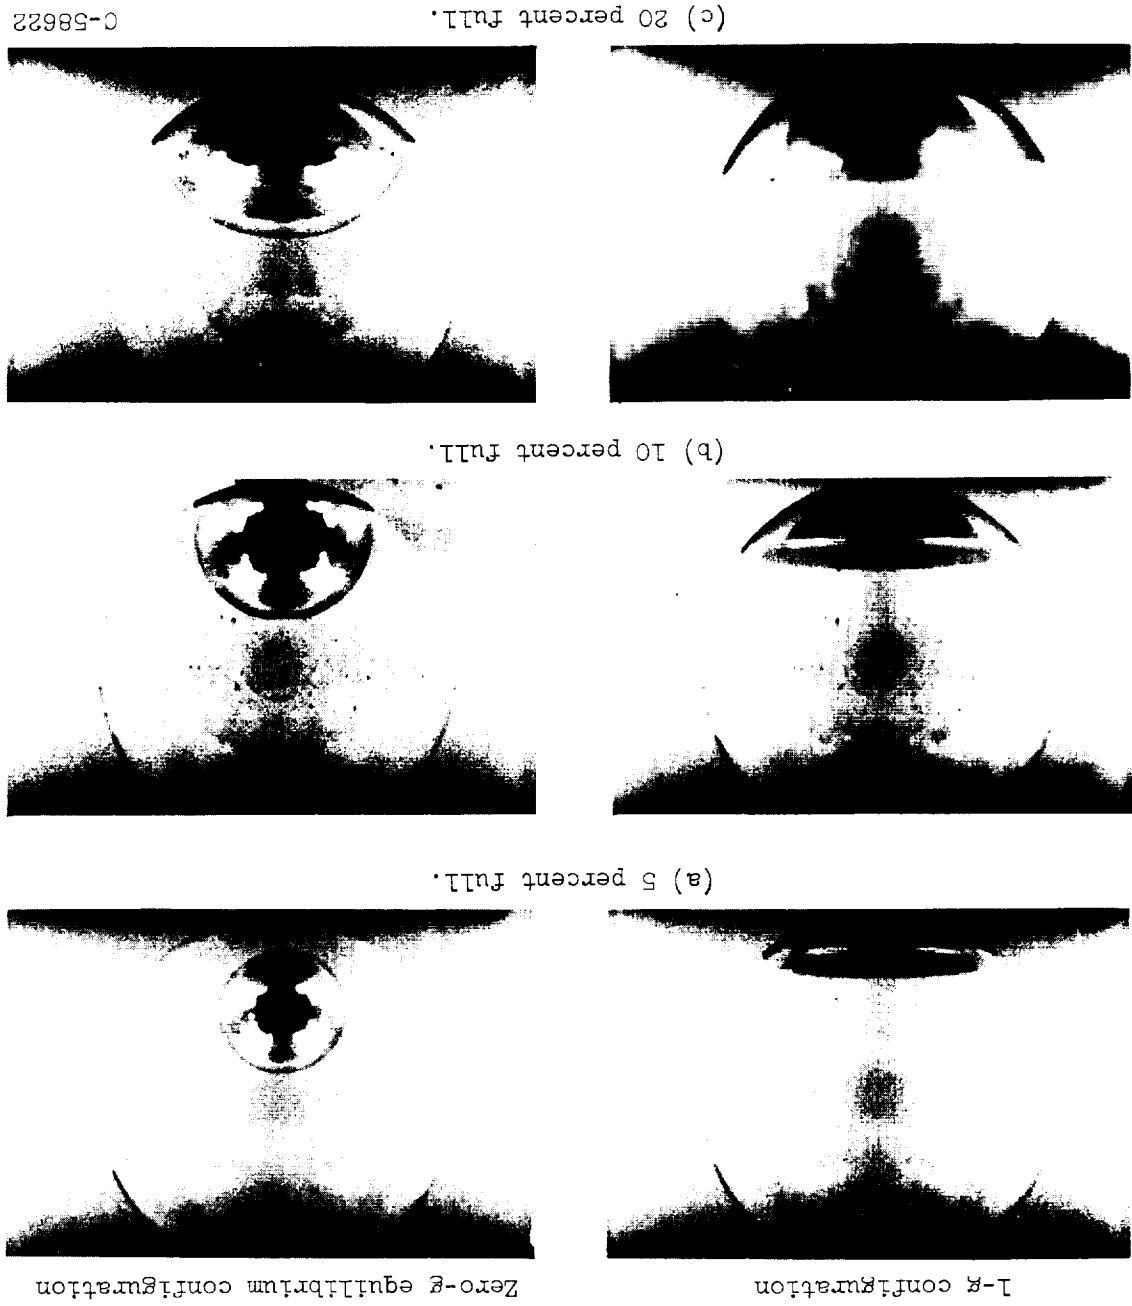 1-g configuration
Zero-g equilibrium configuration
(a) 5 percent full.
(b) 10 percent full.
(c) 20 percent full.
C-58622